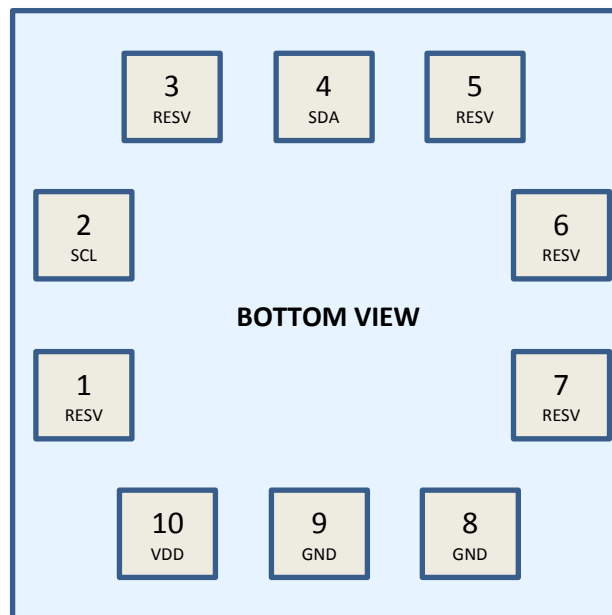 3
RESV
4
SDA
5
RESV
2
SCL
6
RESV
BOTTOM VIEW
1
RESV
7
RESV
10
VDD
9
GND
8
GND